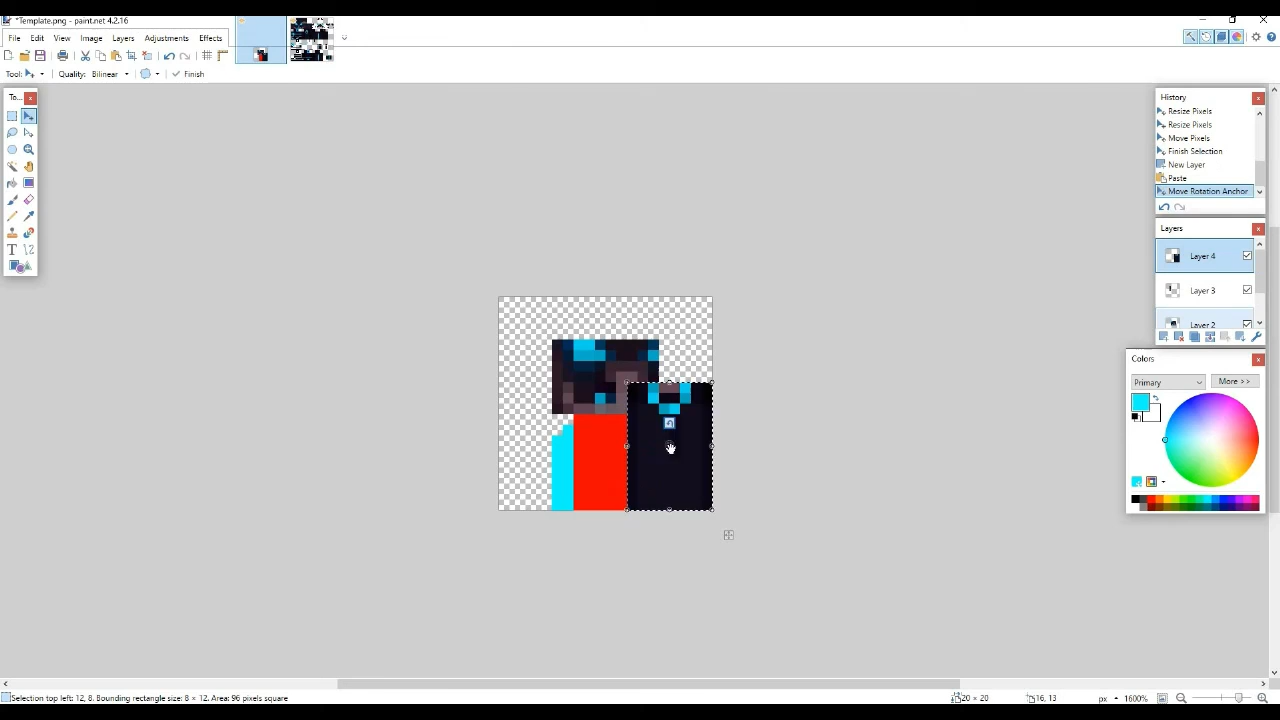 *Template.png - paint.net 4.2.16
File Edit View Image Layers Adjustments Effects
Tool: Quality: Bilinear Finish
To...
History
Resize Pixels
Resize Pixels
Move Pixels
Finish Selection
New Layer
Paste
Move Rotation Anchor
Layers
Layer 4
Layer 3
Layer 2
Colors
Primary More >>
Selection top left: 12, 8. Bounding rectangle size: 8 × 12. Area: 96 pixels square 20 × 20 16, 13 px 1600%